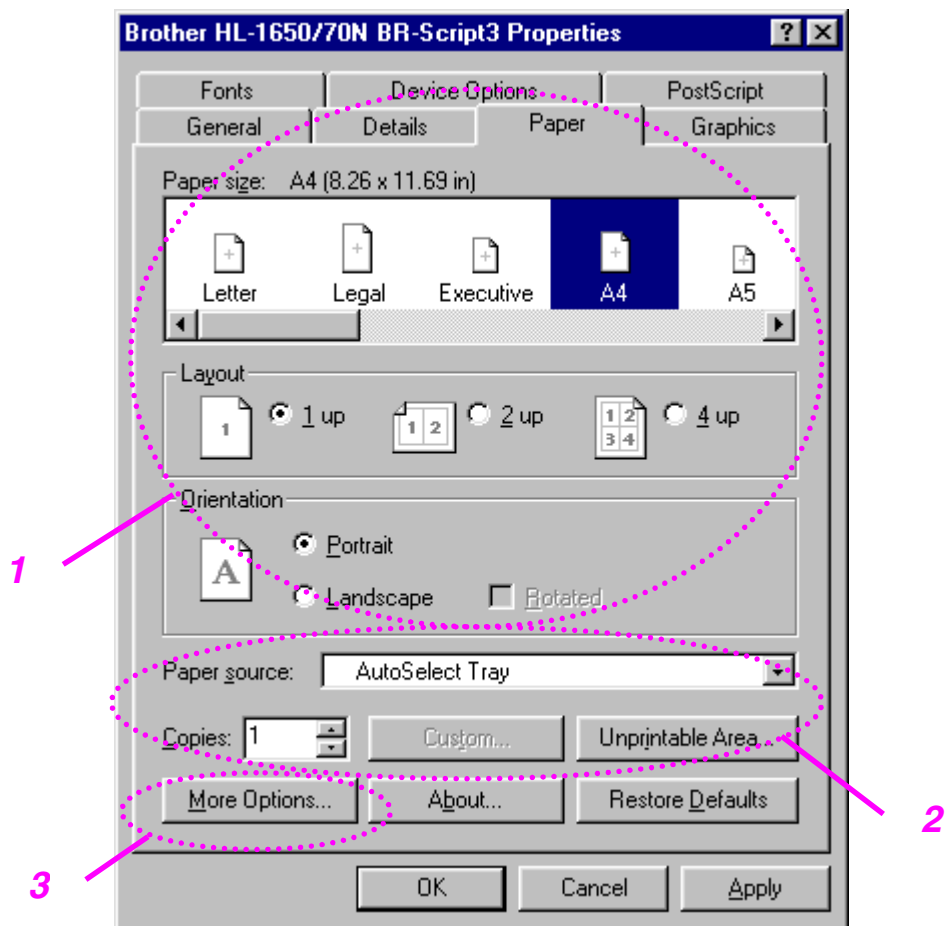 Brother HL-1650/70N BR-Script3 Properties
Fonts Device Options PostScript
General Details Paper Graphics
Paper size: A4 (8.26 x 11.69 in)
Letter Legal Executive A4 A5
Layout
1 1 up 1 2 2 up 1 2 3 4 4 up
Orientation
A Portrait
Landscape Rotated
1
Paper source: AutoSelect Tray
Copies: 1 Custom... Unprintable Area...
More Options... About... Restore Defaults
2
3
OK Cancel Apply